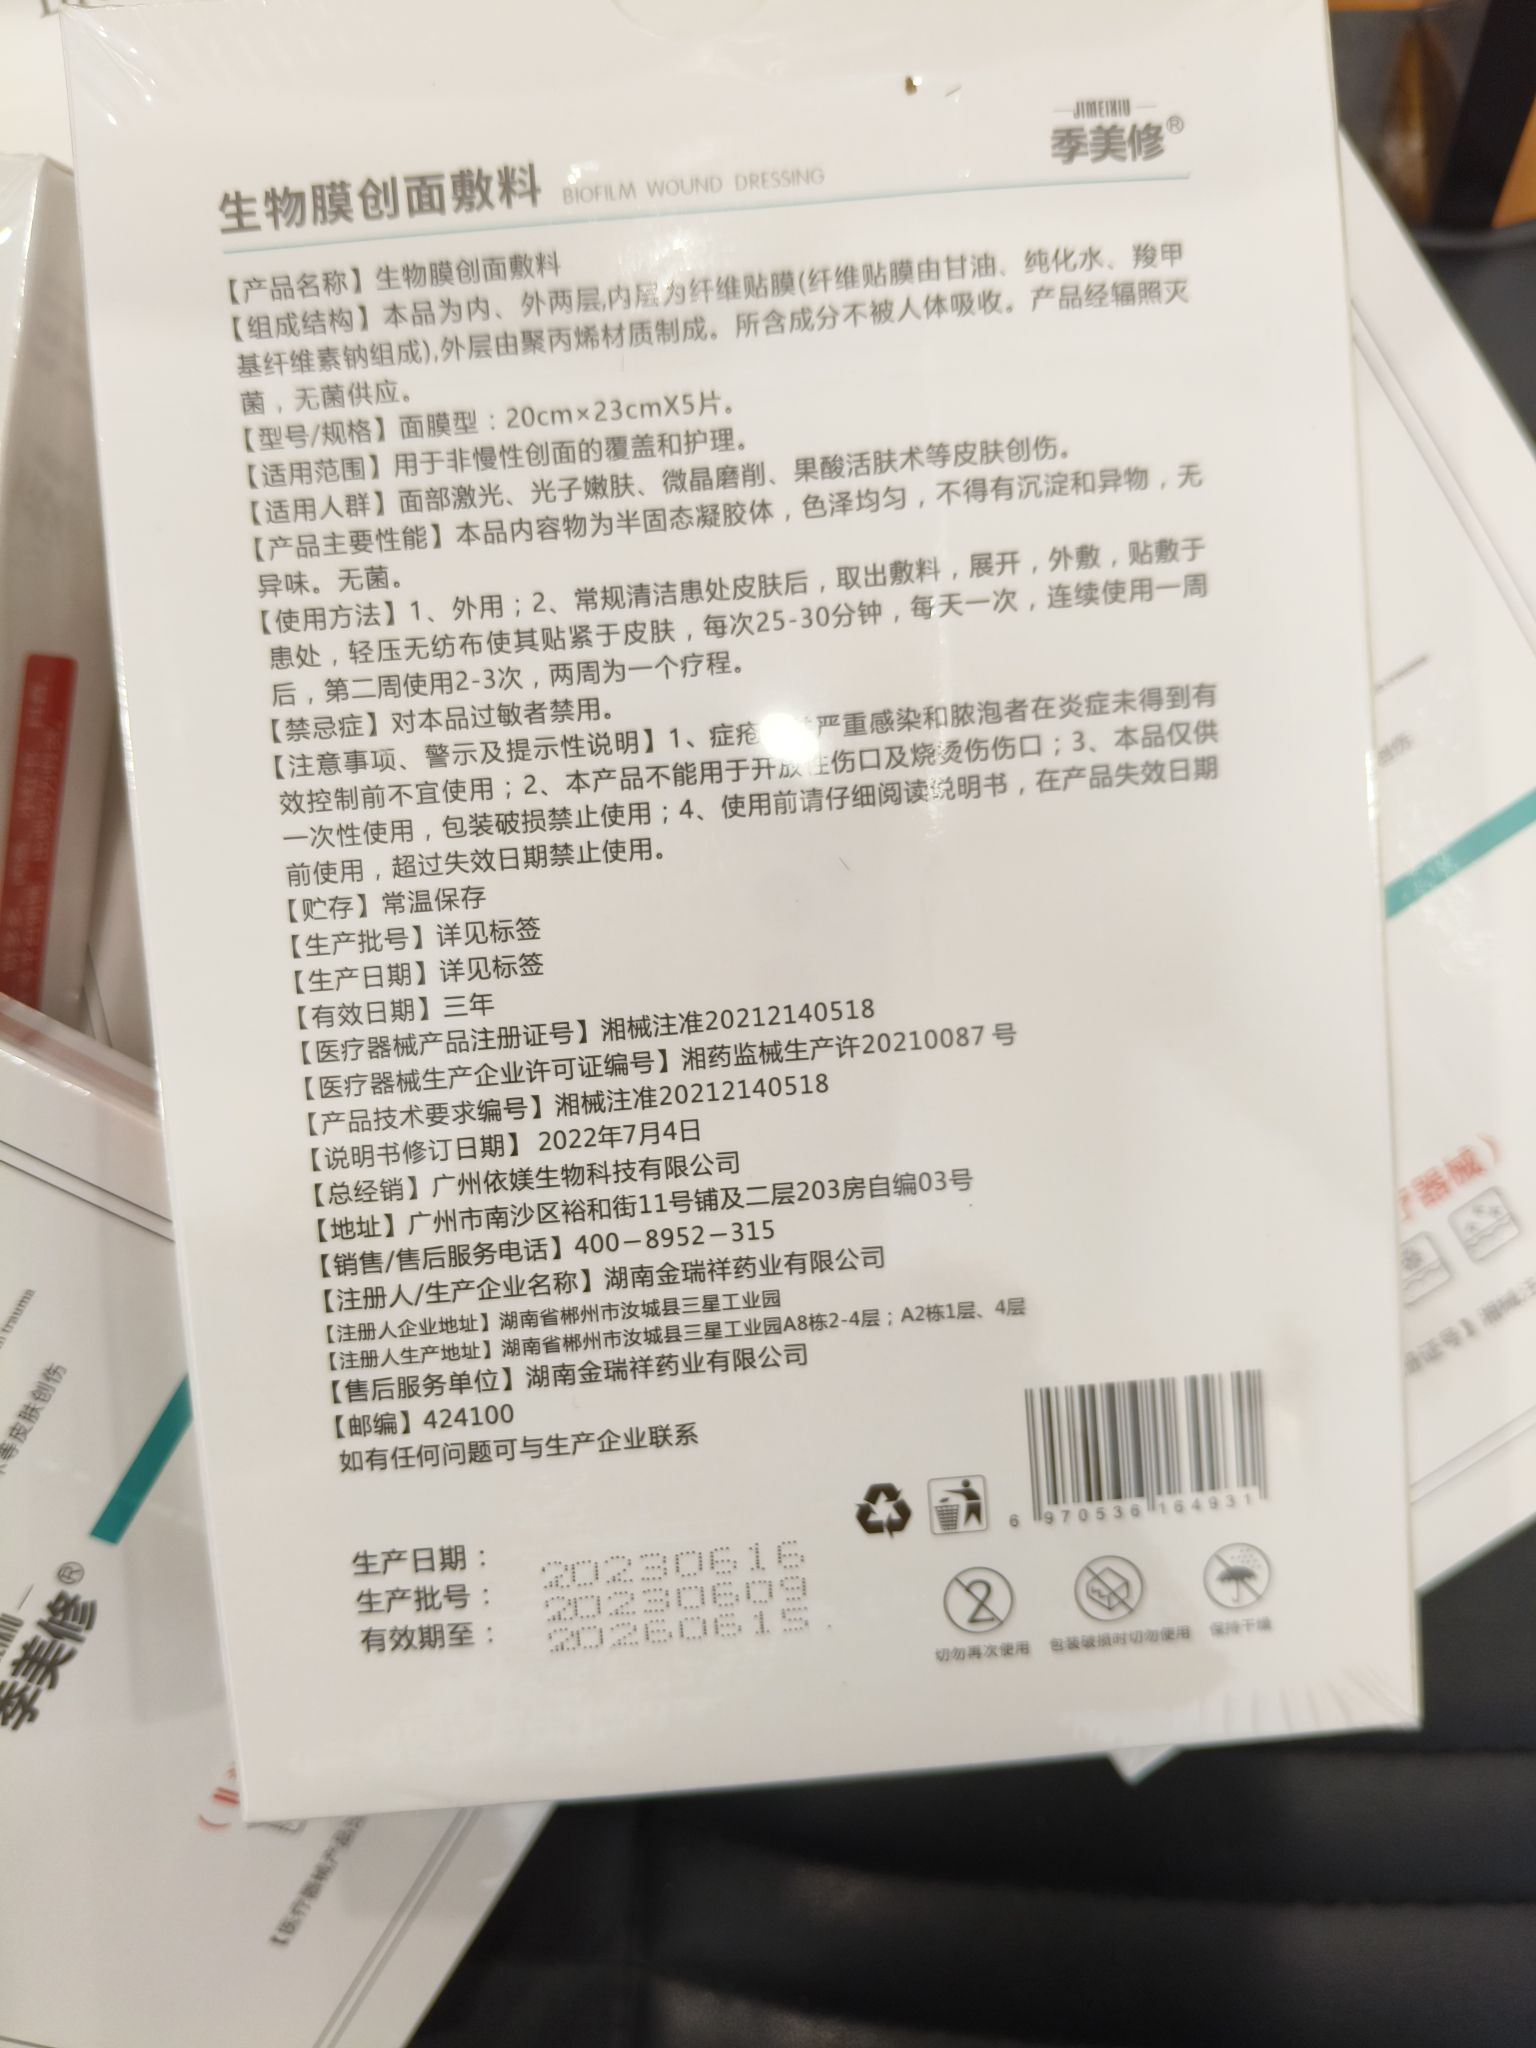 JIMEIXIU
季美修®
生物膜创面敷料 BIOFILM WOUND DRESSING
【产品名称】生物膜创面敷料
【组成结构】本品为内、外两层,内层为纤维贴膜(纤维贴膜由甘油、纯化水、羧甲
基纤维素钠组成),外层由聚丙烯材质制成。所含成分不被人体吸收。产品经辐照灭
菌，无菌供应。
【型号/规格】面膜型：20cm×23cmX5片。
【适用范围】用于非慢性创面的覆盖和护理。
【适用人群】面部激光、光子嫩肤、微晶磨削、果酸活肤术等皮肤创伤。
【产品主要性能】本品内容物为半固态凝胶体，色泽均匀，不得有沉淀和异物，无
异味。无菌。
【使用方法】1、外用；2、常规清洁患处皮肤后，取出敷料，展开，外敷，贴敷于
患处，轻压无纺布使其贴紧于皮肤，每次25-30分钟，每天一次，连续使用一周
后，第二周使用2-3次，两周为一个疗程。
【禁忌症】对本品过敏者禁用。
【注意事项、警示及提示性说明】1、症疮 严重感染和脓泡者在炎症未得到有
效控制前不宜使用；2、本产品不能用于开放性伤口及烧烫伤伤口；3、本品仅供
一次性使用，包装破损禁止使用；4、使用前请仔细阅读说明书，在产品失效日期
前使用，超过失效日期禁止使用。
【贮存】常温保存
【生产批号】详见标签
【生产日期】详见标签
【有效日期】三年
【医疗器械产品注册证号】湘械注准20212140518
【医疗器械生产企业许可证编号】湘药监械生产许20210087 号
【产品技术要求编号】湘械注准20212140518
【说明书修订日期】 2022年7月4日
【总经销】广州依媄生物科技有限公司
【地址】广州市南沙区裕和街11号铺及二层203房自编03号
【销售/售后服务电话】400－8952－315
【注册人/生产企业名称】湖南金瑞祥药业有限公司
【注册人企业地址】湖南省郴州市汝城县三星工业园
【注册人生产地址】湖南省郴州市汝城县三星工业园A8栋2-4层；A2栋1层、4层
【售后服务单位】湖南金瑞祥药业有限公司
【邮编】424100
如有任何问题可与生产企业联系
6 970536 164931
生产日期： 20230616
生产批号： 20230609
有效期至： 20260615
切勿再次使用 包装破损时切勿使用 保持干燥
trauma
等皮肤创伤
季美修®
【医疗器械产品
疗器械）